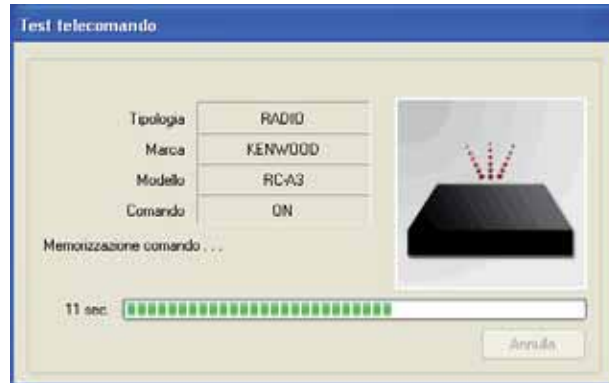 Test telecomando
Tipologia RADIO
Marca KENWOOD
Modello RC-A3
Comando ON
Memorizzazione comando . . .
11 sec.
Annulla